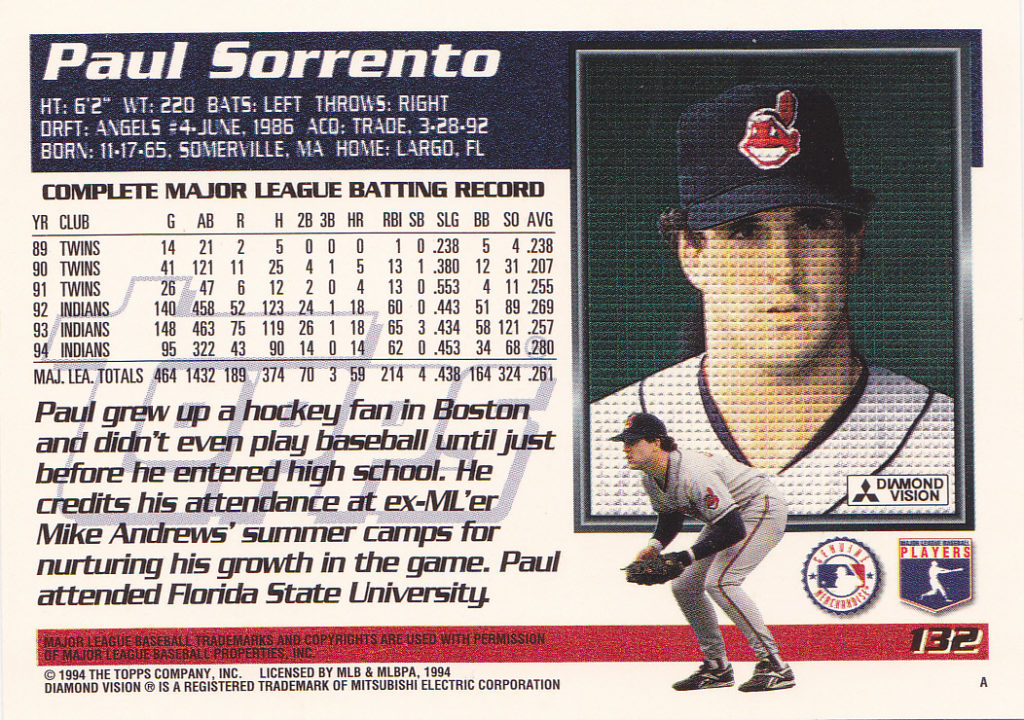 Paul Sorrento
HT: 6'2" WT: 220 BATS: LEFT THROWS: RIGHT
DRFT: ANGELS #4-JUNE, 1986 ACQ: TRADE, 3-28-92
BORN: 11-17-65, SOMERVILLE, MA HOME: LARGO, FL
COMPLETE MAJOR LEAGUE BATTING RECORD
YR CLUB G AB R H 2B 3B HR RBI SB SLG BB SO AVG
89 TWINS 14 21 2 5 0 0 0 1 0 .238 5 4 .238
90 TWINS 41 121 11 25 4 1 5 13 1 .380 12 31 .207
91 TWINS 26 47 6 12 2 0 4 13 0 .553 4 11 .255
92 INDIANS 140 458 52 123 24 1 18 60 0 .443 51 89 .269
93 INDIANS 148 463 75 119 26 1 18 65 3 .434 58 121 .257
94 INDIANS 95 322 43 90 14 0 14 62 0 .453 34 68 .280
MAJ. LEA. TOTALS 464 1432 189 374 70 3 59 214 4 .438 164 324 .261
Topps
Paul grew up a hockey fan in Boston
and didn't even play baseball until just
before he entered high school. He
credits his attendance at ex-ML'er
Mike Andrews' summer camps for
nurturing his growth in the game. Paul
attended Florida State University.
DIAMOND
VISION
GENUINE
MERCHANDISE
MAJOR LEAGUE BASEBALL
PLAYERS
132
MAJOR LEAGUE BASEBALL TRADEMARKS AND COPYRIGHTS ARE USED WITH PERMISSION
OF MAJOR LEAGUE BASEBALL PROPERTIES, INC.
© 1994 THE TOPPS COMPANY, INC. LICENSED BY MLB & MLBPA, 1994
DIAMOND VISION ® IS A REGISTERED TRADEMARK OF MITSUBISHI ELECTRIC CORPORATION
A